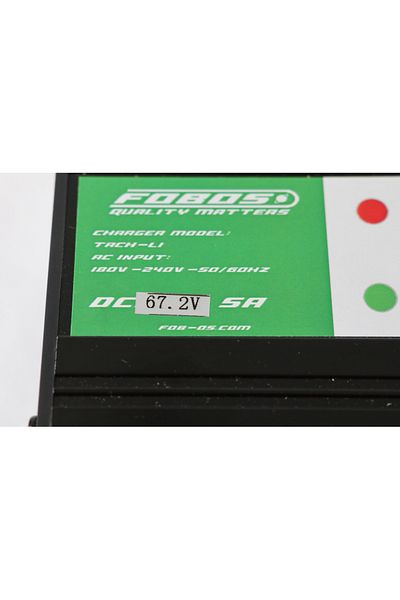 FOBOS
QUALITY MATTERS
CHARGER MODEL:
TACH-LI
AC INPUT:
180V -240V -50/60HZ
DC 67.2V 5A
FOB-OS.COM